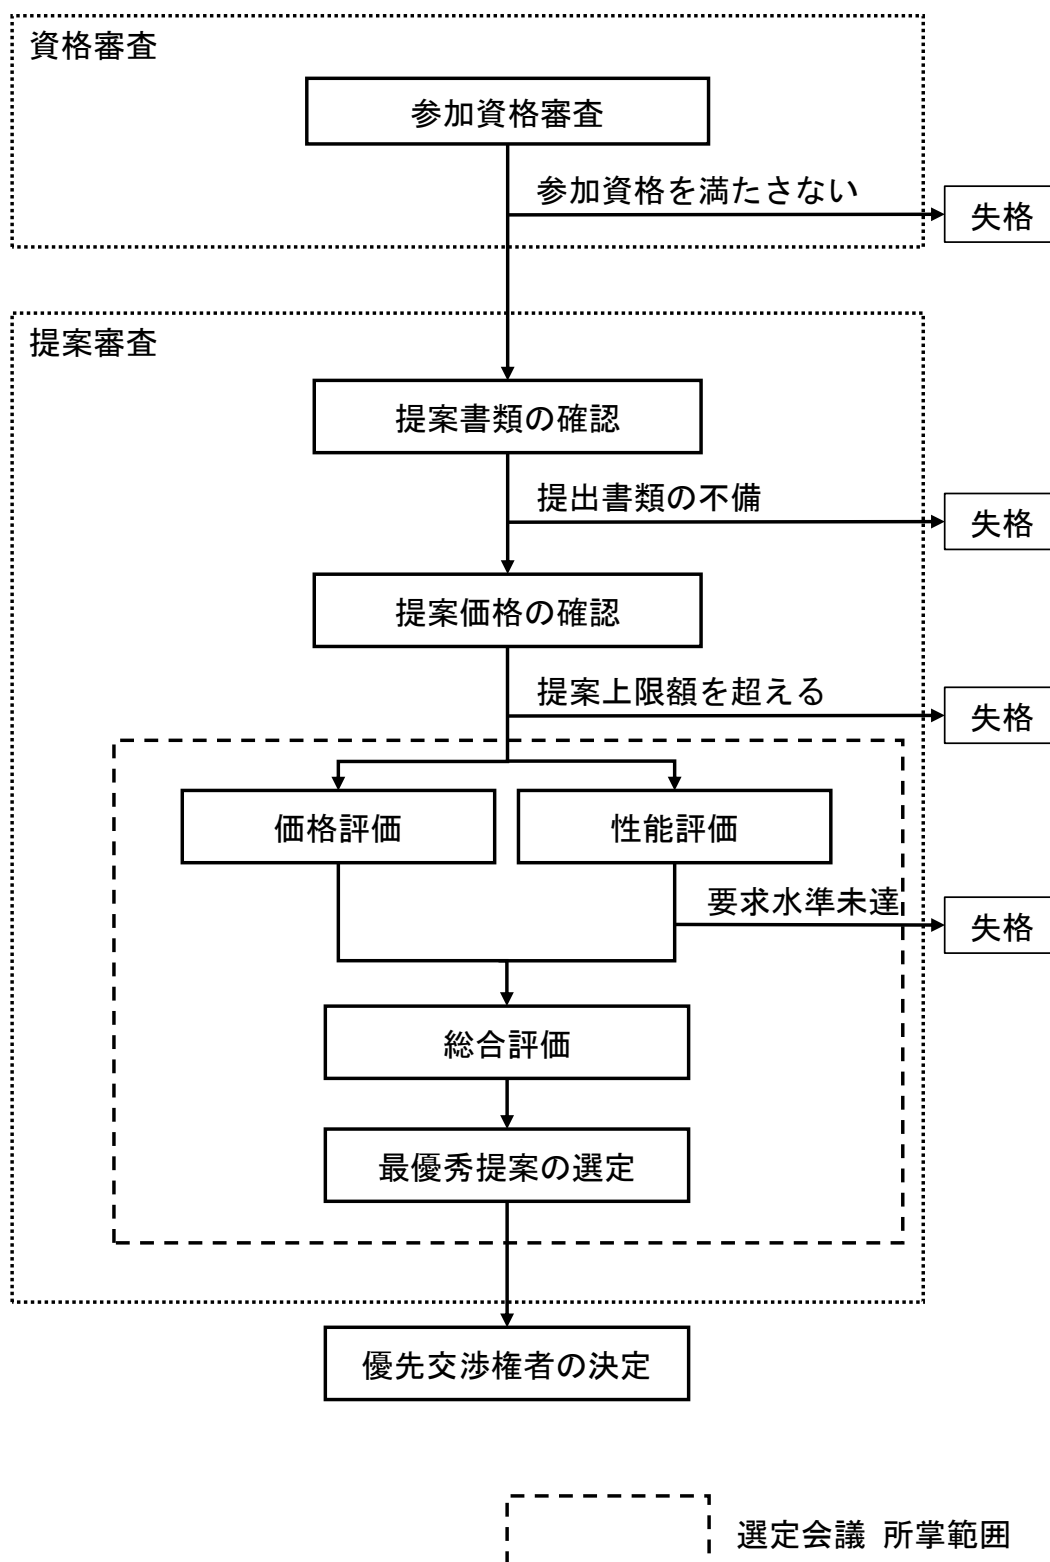 資格審査
参加資格審査
参加資格を満たさない
失格
提案審査
提案書類の確認
提出書類の不備
失格
提案価格の確認
提案上限額を超える
失格
価格評価
性能評価
要求水準未達
失格
総合評価
最優秀提案の選定
優先交渉権者の決定
選定会議 所掌範囲